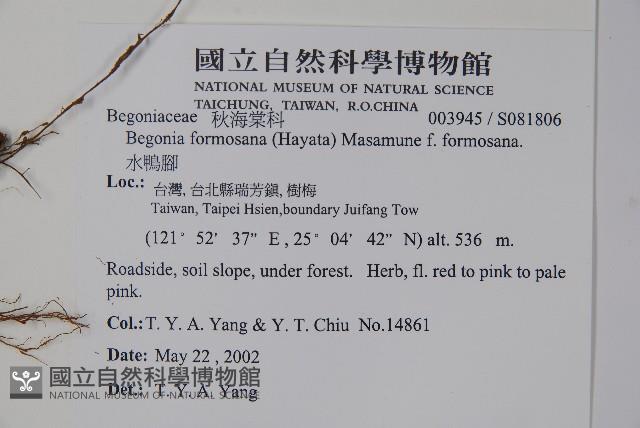 國立自然科學博物館
NATIONAL MUSEUM OF NATURAL SCIENCE
TAICHUNG, TAIWAN, R.O.CHINA
Begoniaceae 秋海棠科 003945 / S081806
Begonia formosana (Hayata) Masamune f. formosana.
水鴨腳
Loc.: 台灣, 台北縣瑞芳鎮, 樹梅
Taiwan, Taipei Hsien,boundary Juifang Tow
(121° 52' 37" E , 25° 04' 42" N) alt. 536 m.
Roadside, soil slope, under forest. Herb, fl. red to pink to pale
pink.
Col.: T. Y. A. Yang & Y. T. Chiu No.14861
Date: May 22 , 2002
Det.: T. Y. A. Yang
國立自然科學博物館
NATIONAL MUSEUM OF NATURAL SCIENCE